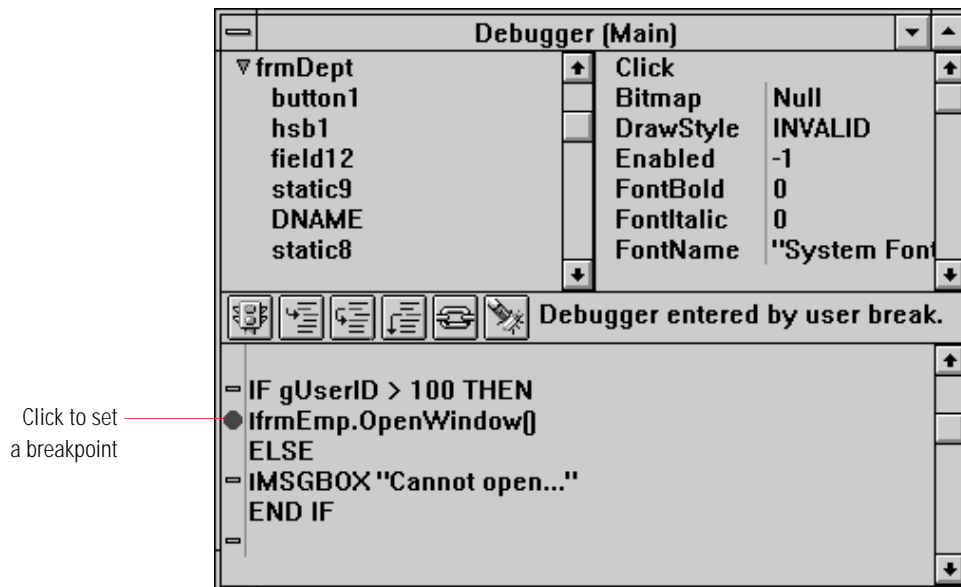 Debugger (Main)
frmDept
button1
hsb1
field12
static9
DNAME
static8
Click
Bitmap Null
DrawStyle INVALID
Enabled -1
FontBold 0
FontItalic 0
FontName "System Font
Debugger entered by user break.
IF gUserID > 100 THEN
IfrmEmp.OpenWindow()
ELSE
IMSGBOX "Cannot open..."
END IF
Click to set
a breakpoint